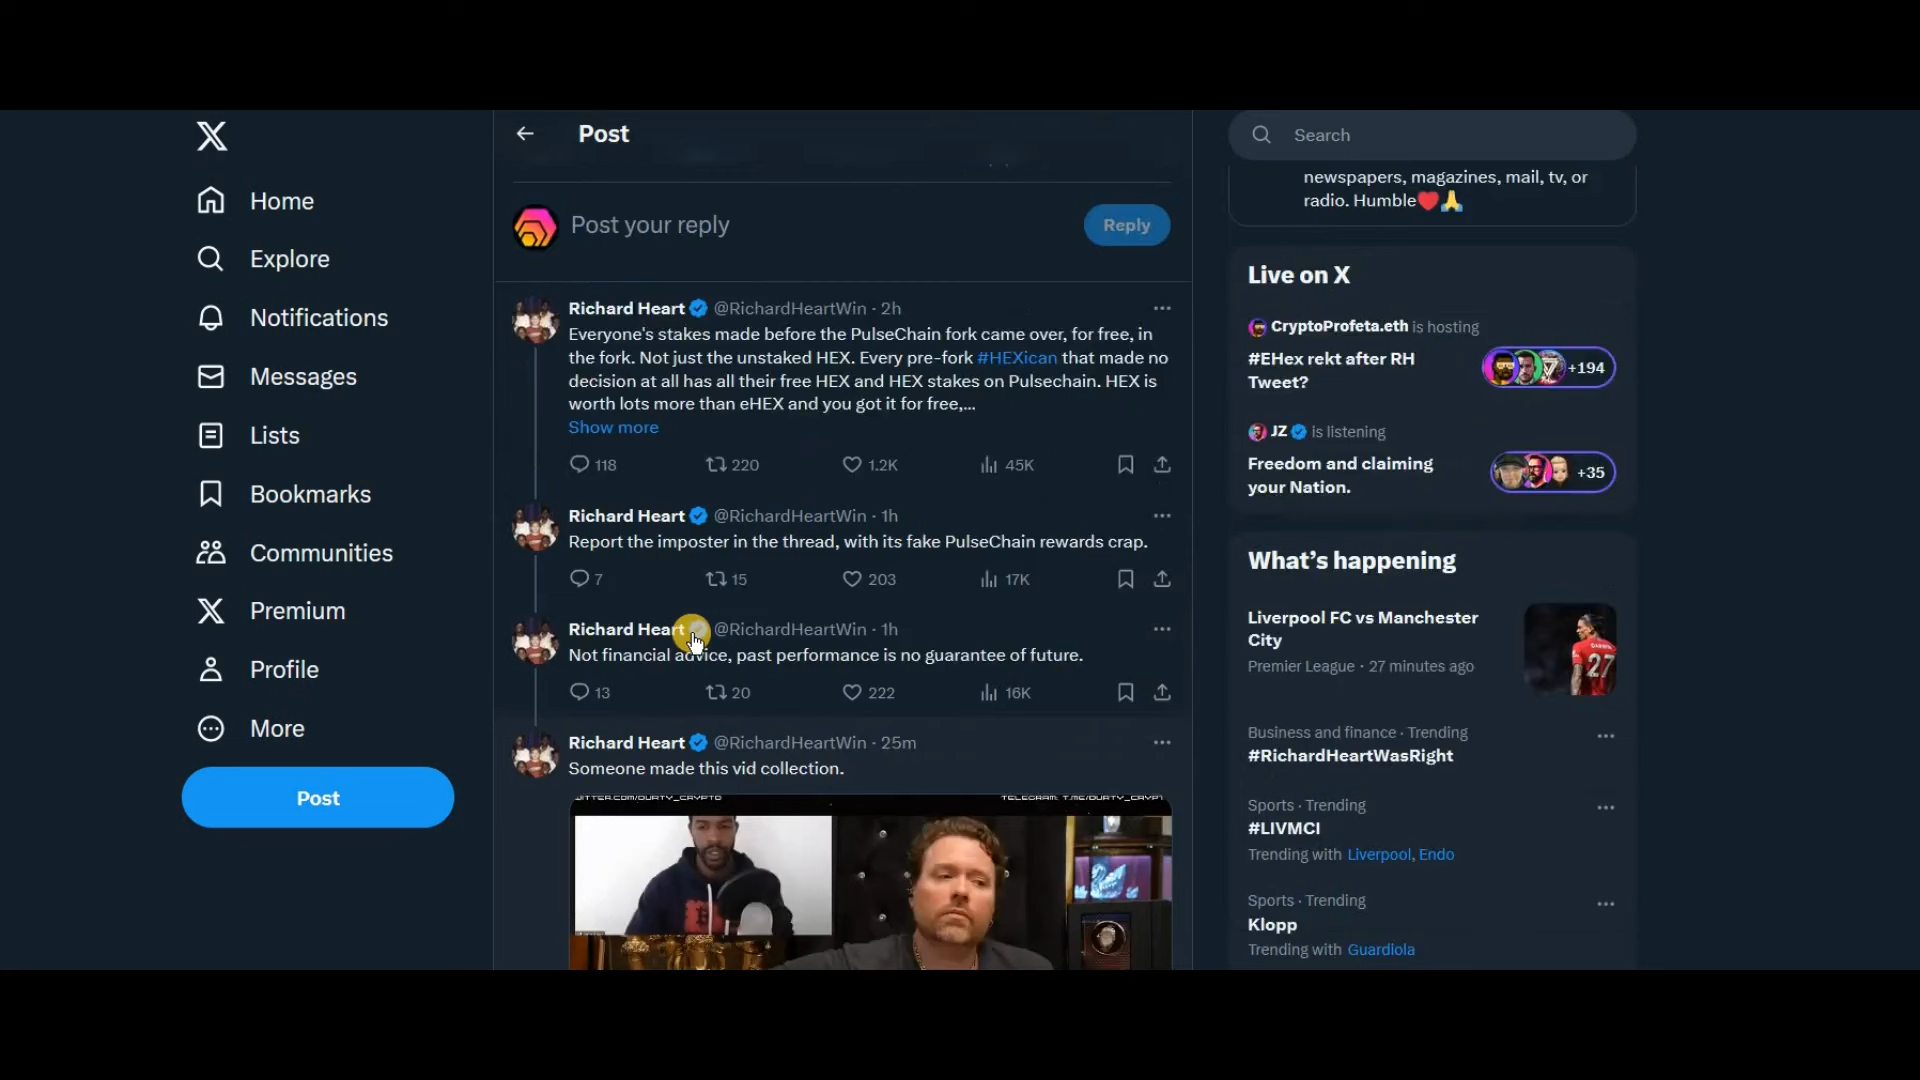 Home
Explore
Notifications
Messages
Lists
Bookmarks
Communities
Premium
Profile
More
Post
Post
Post your reply
Reply
Richard Heart @RichardHeartWin · 2h
Everyone's stakes made before the PulseChain fork came over, for free, in
the fork. Not just the unstaked HEX. Every pre-fork #HEXican that made no
decision at all has all their free HEX and HEX stakes on Pulsechain. HEX is
worth lots more than eHEX and you got it for free,...
Show more
118 220 1.2K 45K
Richard Heart @RichardHeartWin · 1h
Report the imposter in the thread, with its fake PulseChain rewards crap.
7 15 203 17K
Richard Heart @RichardHeartWin · 1h
Not financial advice, past performance is no guarantee of future.
13 20 222 16K
Richard Heart @RichardHeartWin · 25m
Someone made this vid collection.
Search
newspapers, magazines, mail, tv, or
radio. Humble❤️🙏
Live on X
CryptoProfeta.eth is hosting
#EHex rekt after RH
Tweet?
+194
JZ is listening
Freedom and claiming
your Nation.
+35
What's happening
Liverpool FC vs Manchester
City
Premier League · 27 minutes ago
27
Business and finance · Trending
#RichardHeartWasRight
Sports · Trending
#LIVMCI
Trending with Liverpool, Endo
Sports · Trending
Klopp
Trending with Guardiola